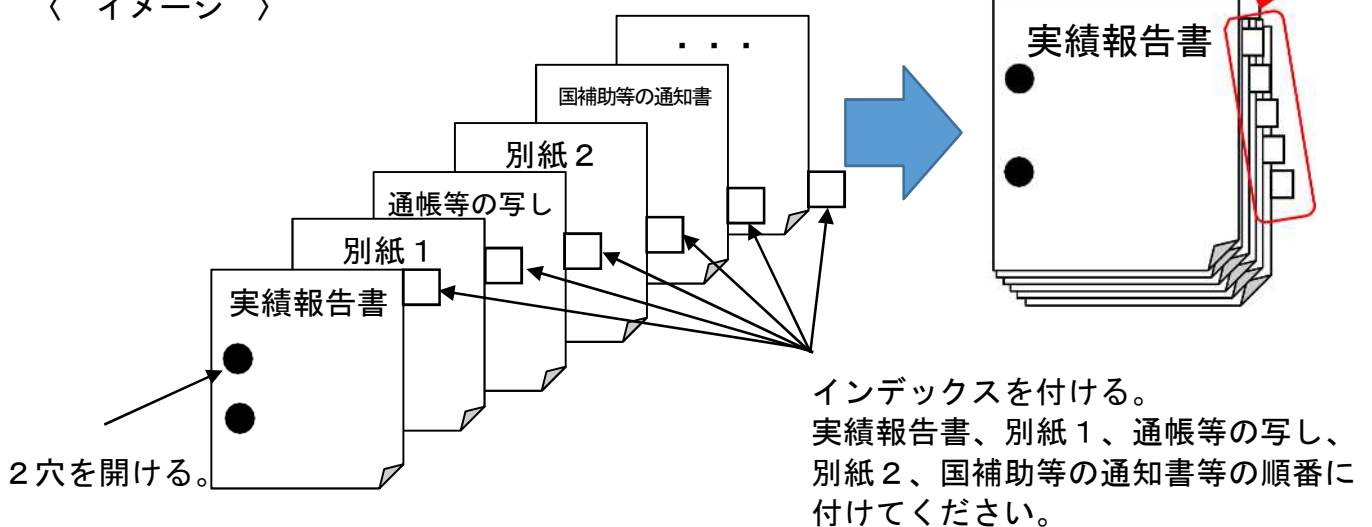 〈　イメージ　〉
実績報告書
・・・
国補助等の通知書
別紙２
通帳等の写し
別紙１
実績報告書
２穴を開ける。
インデックスを付ける。
実績報告書、別紙１、通帳等の写し、
別紙２、国補助等の通知書等の順番に
付けてください。